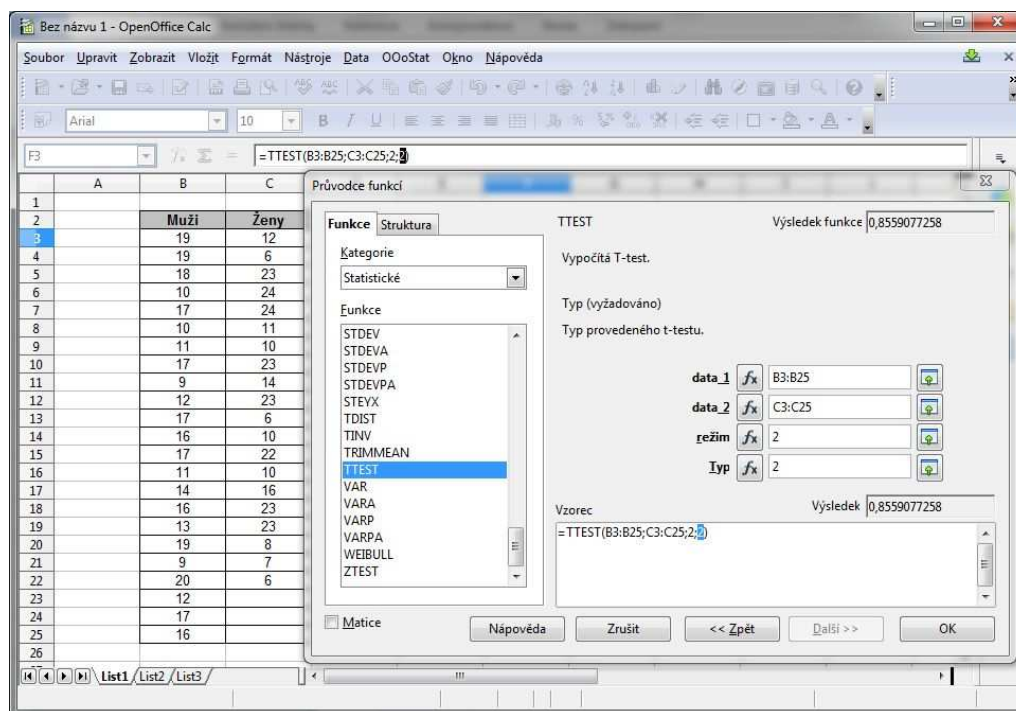 Bez názvu 1 - OpenOffice Calc
Soubor Upravit Zobrazit Vložit Formát Nástroje Data OOoStat Okno Nápověda
Arial 10
F3 =TTEST(B3:B25;C3:C25;2;2)
A B C
1
2 Muži Ženy
3 19 12
4 19 6
5 18 23
6 10 24
7 17 24
8 10 11
9 11 10
10 17 23
11 9 14
12 12 23
13 17 6
14 16 10
15 17 22
16 11 10
17 14 16
18 16 23
19 13 23
20 19 8
21 9 7
22 20 6
23 12
24 17
25 16
26
List1 List2 List3
Průvodce funkcí
Funkce Struktura
Kategorie
Statistické
Funkce
STDEV
STDEVA
STDEVP
STDEVPA
STEYX
TDIST
TINV
TRIMMEAN
TTEST
VAR
VARA
VARP
VARPA
WEIBULL
ZTEST
Matice
TTEST Výsledek funkce 0,8559077258
Vypočítá T-test.
Typ (vyžadováno)
Typ provedeného t-testu.
data_1 fx B3:B25
data_2 fx C3:C25
režim fx 2
Typ fx 2
Vzorec Výsledek 0,8559077258
=TTEST(B3:B25;C3:C25;2;2)
Nápověda Zrušit << Zpět Další >> OK